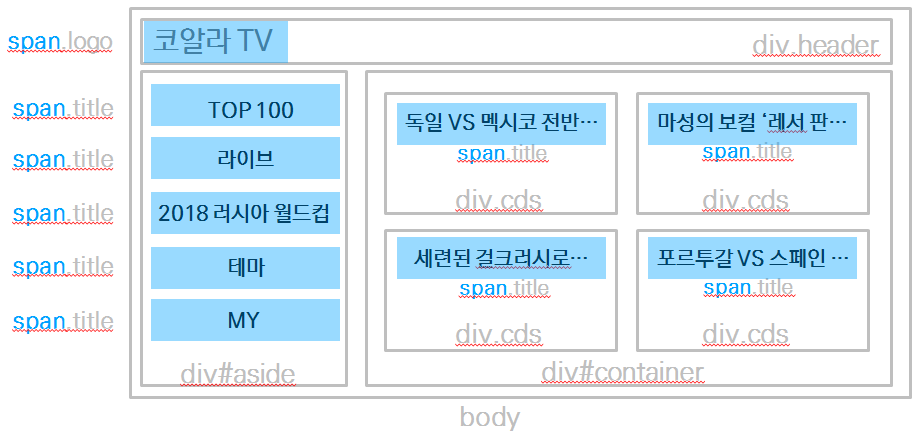 span.logo
코알라 TV
div.header
span.title
TOP 100
span.title
라이브
span.title
2018 러시아 월드컵
span.title
테마
span.title
MY
div#aside
독일 VS 멕시코 전반…
span.title
div.cds
마성의 보컬 ‘레서 판…
span.title
div.cds
세련된 걸크러시로…
span.title
div.cds
포르투갈 VS 스페인 …
span.title
div.cds
div#container
body